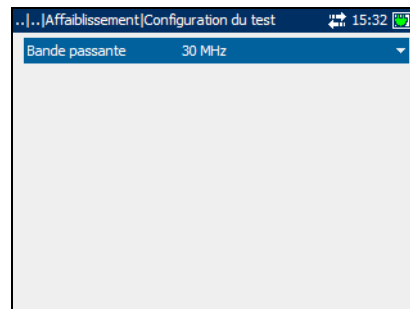 ..|..|Affaiblissement|Configuration du test 15:32
Bande passante 30 MHz